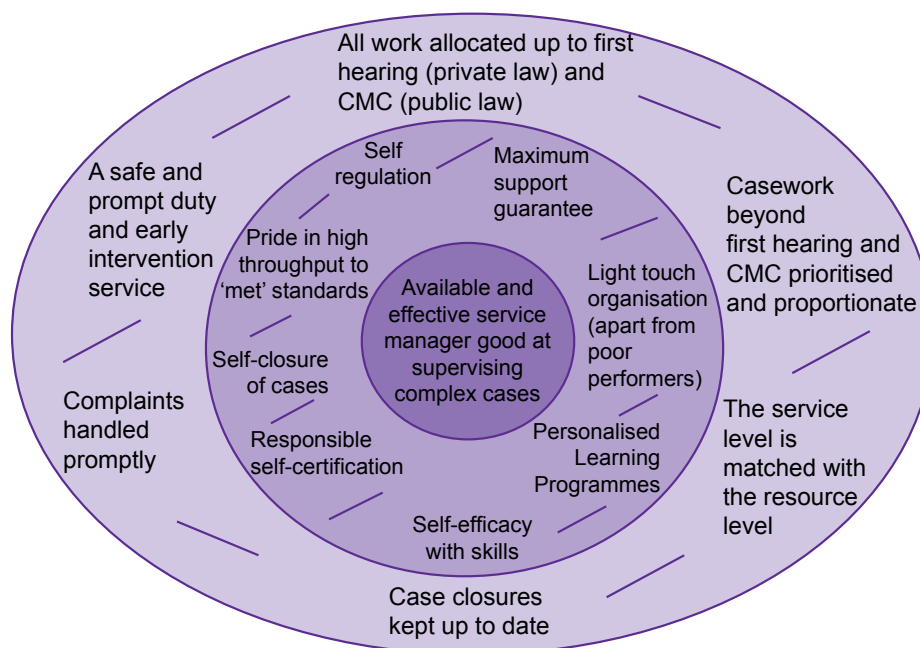 All work allocated up to first
hearing (private law) and
CMC (public law)
Casework
beyond
first hearing and
CMC prioritised
and proportionate
The service
level is
matched with
the resource
level
Case closures
kept up to date
Complaints
handled
promptly
A safe and
prompt duty
and early
intervention
service
Self
regulation
Maximum
support
guarantee
Light touch
organisation
(apart from
poor
performers)
Personalised
Learning
Programmes
Self-efficacy
with skills
Responsible
self-certification
Self-closure
of cases
Pride in high
throughput to
‘met’ standards
Available and
effective service
manager good at
supervising
complex cases